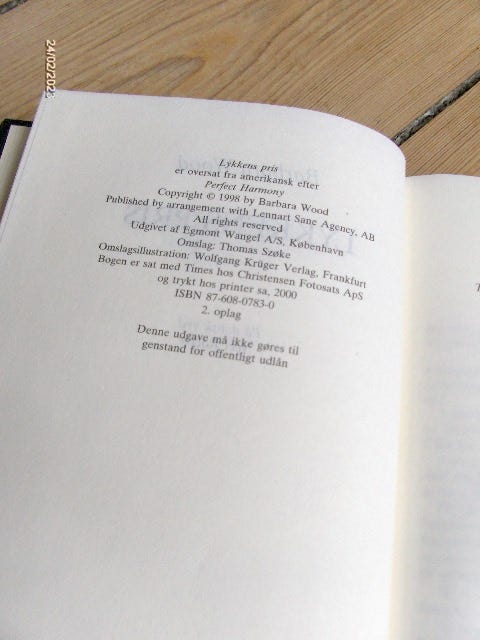 24/02/2023
Lykkens pris
er oversat fra amerikansk efter
Perfect Harmony
Copyright © 1998 by Barbara Wood
Published by arrangement with Lennart Sane Agency, AB
All rights reserved
Udgivet af Egmont Wangel A/S, København
Omslag: Thomas Szøke
Omslagsillustration: Wolfgang Krüger Verlag, Frankfurt
Bogen er sat med Times hos Christensen Fotosats ApS
og trykt hos printer sa, 2000
ISBN 87-608-0783-0
2. oplag
Denne udgave må ikke gøres til
genstand for offentligt udlån